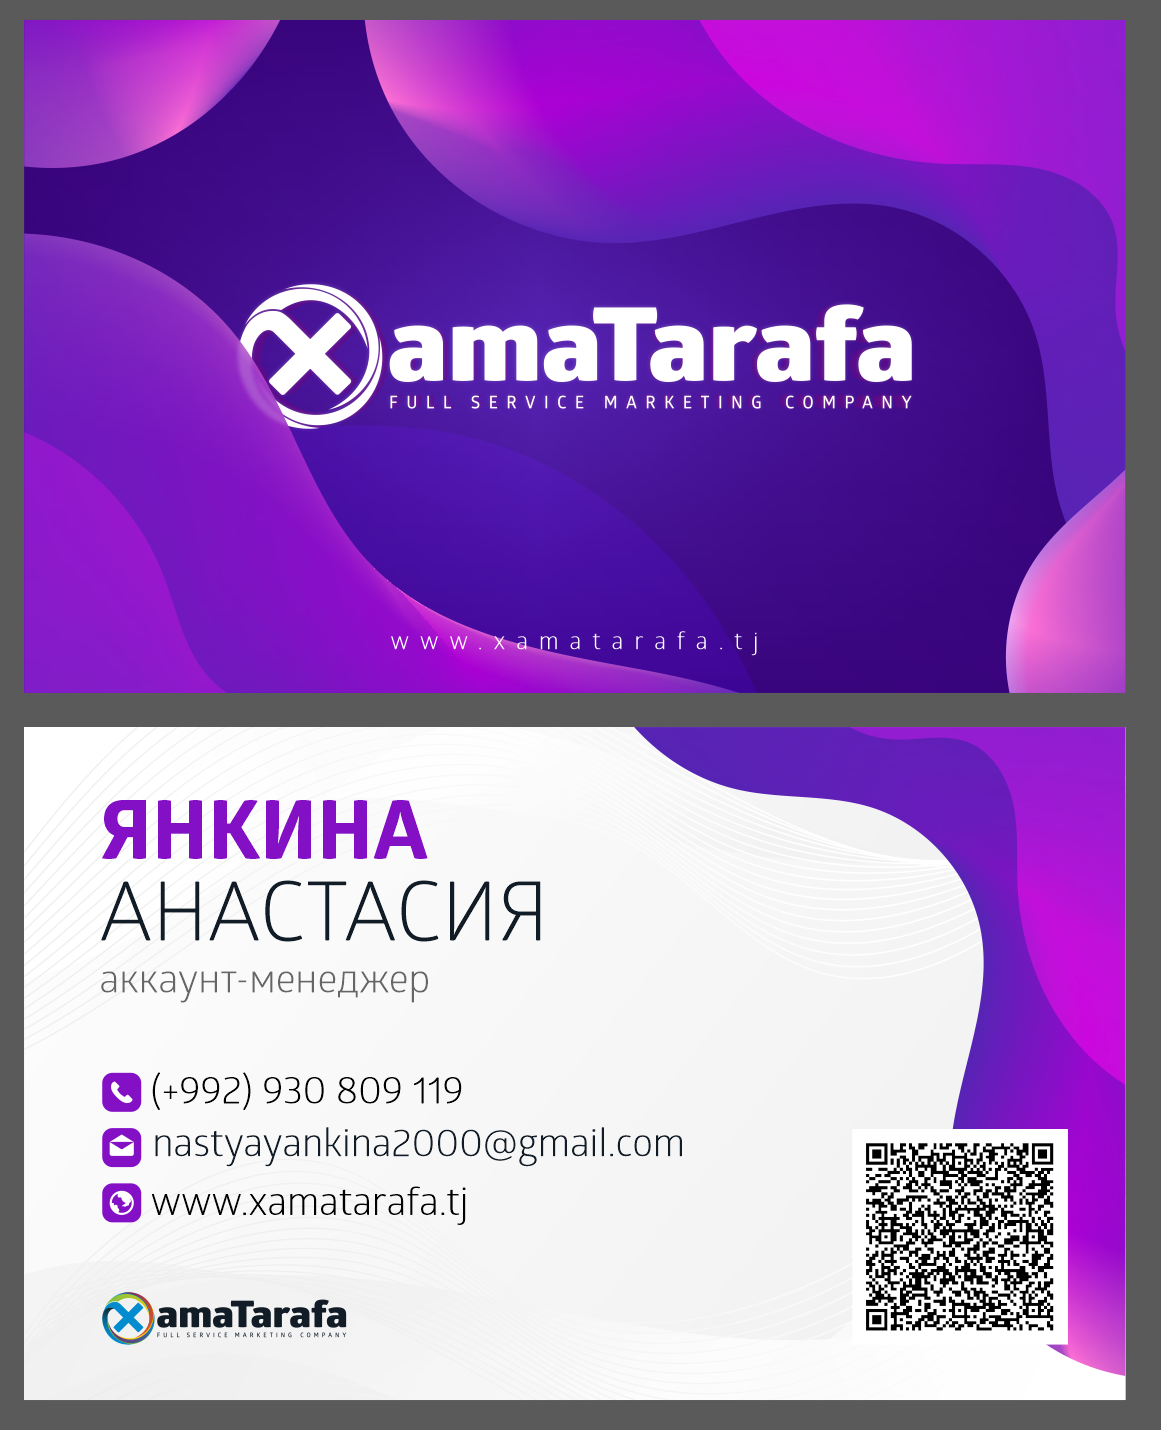 XamaTarafa
FULL SERVICE MARKETING COMPANY
www.xamatarafa.tj
ЯНКИНА
АНАСТАСИЯ
аккаунт-менеджер
(+992) 930 809 119
nastyayankina2000@gmail.com
www.xamatarafa.tj
XamaTarafa
FULL SERVICE MARKETING COMPANY